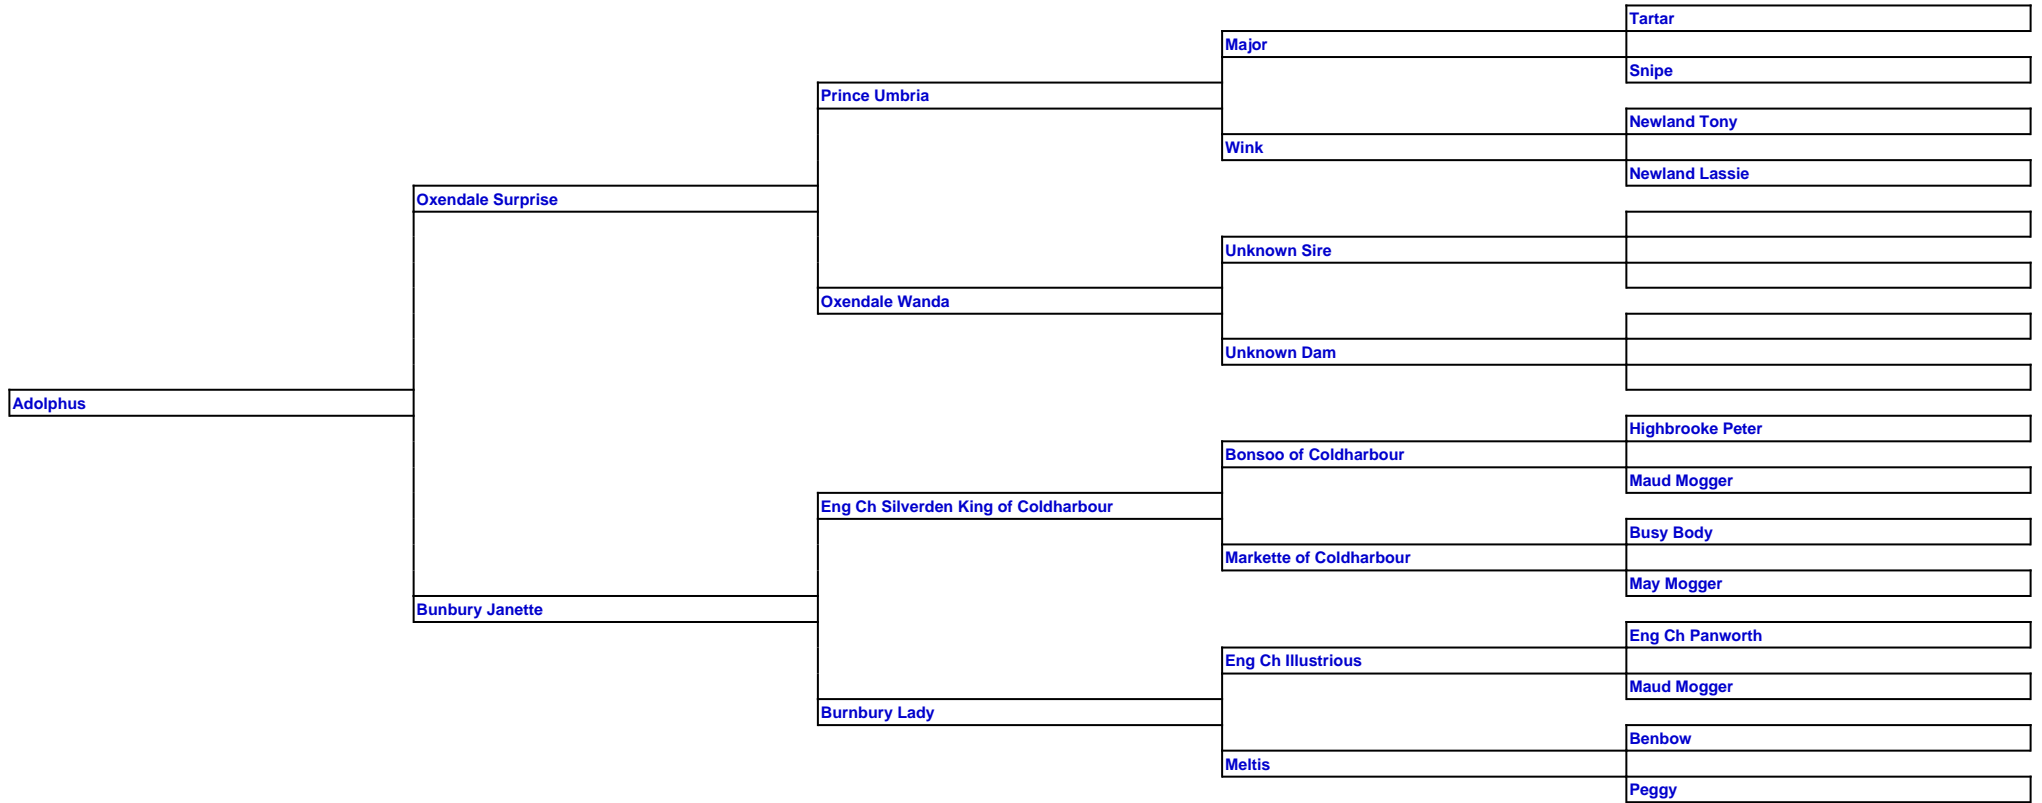 Tartar
Major
Snipe
Prince Umbria
Newland Tony
Wink
Newland Lassie
Oxendale Surprise
Unknown Sire
Oxendale Wanda
Unknown Dam
Adolphus
Highbrooke Peter
Bonsoo of Coldharbour
Maud Mogger
Eng Ch Silverden King of Coldharbour
Busy Body
Markette of Coldharbour
May Mogger
Bunbury Janette
Eng Ch Panworth
Eng Ch Illustrious
Maud Mogger
Burnbury Lady
Benbow
Meltis
Peggy